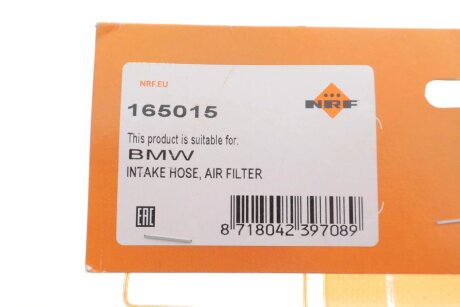 NRF.EU
NRF
165015
This product is suitable for:
BMW
INTAKE HOSE, AIR FILTER
EAC
8 718042 397089